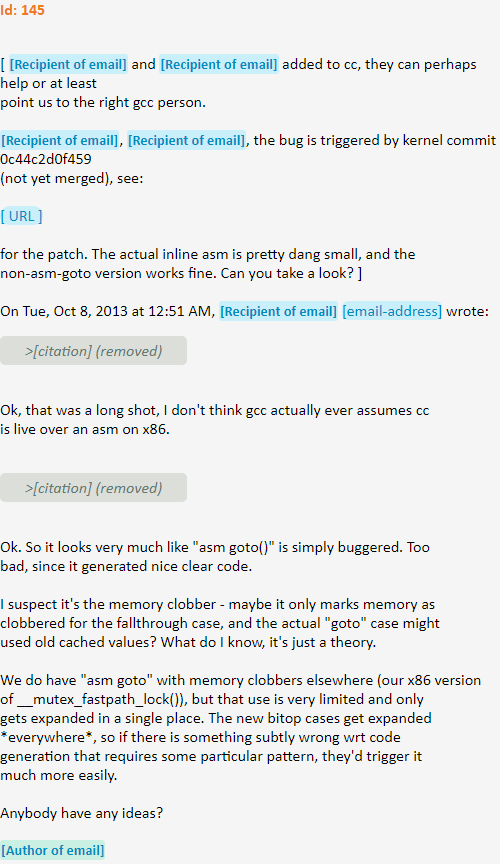 Id: 145
[ [Recipient of email] and [Recipient of email] added to cc, they can perhaps
help or at least
point us to the right gcc person.
[Recipient of email], [Recipient of email], the bug is triggered by kernel commit
0c44c2d0f459
(not yet merged), see:
[ URL ]
for the patch. The actual inline asm is pretty dang small, and the
non-asm-goto version works fine. Can you take a look? ]
On Tue, Oct 8, 2013 at 12:51 AM, [Recipient of email] [email-address] wrote:
>[citation] (removed)
Ok, that was a long shot, I don't think gcc actually ever assumes cc
is live over an asm on x86.
>[citation] (removed)
Ok. So it looks very much like "asm goto()" is simply buggered. Too
bad, since it generated nice clear code.
I suspect it's the memory clobber - maybe it only marks memory as
clobbered for the fallthrough case, and the actual "goto" case might
used old cached values? What do I know, it's just a theory.
We do have "asm goto" with memory clobbers elsewhere (our x86 version
of __mutex_fastpath_lock()), but that use is very limited and only
gets expanded in a single place. The new bitop cases get expanded
*everywhere*, so if there is something subtly wrong wrt code
generation that requires some particular pattern, they'd trigger it
much more easily.
Anybody have any ideas?
[Author of email]